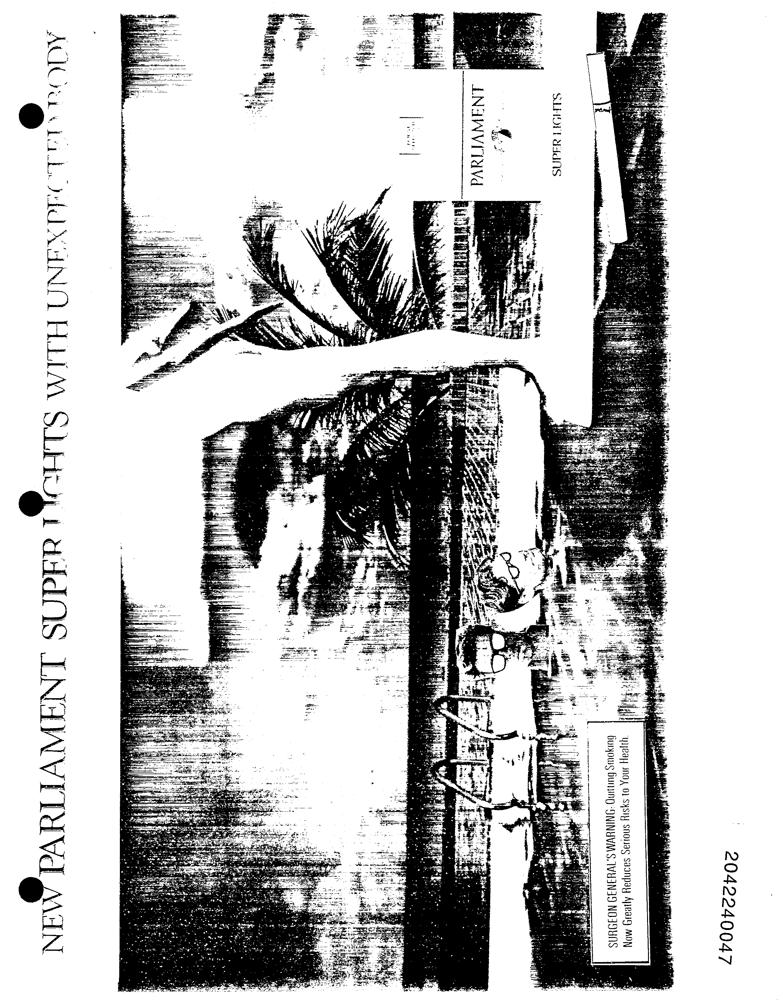 NEW PARLIAMENT SUPER LIGHTS WITH UNEXPECTED BODY
PARLIAMENT
SUPER LIGHTS
SURGEON GENERAL'S WARNING: Quitting Smoking
Now Greatly Reduces Serious Risks to Your Health.
2042240047